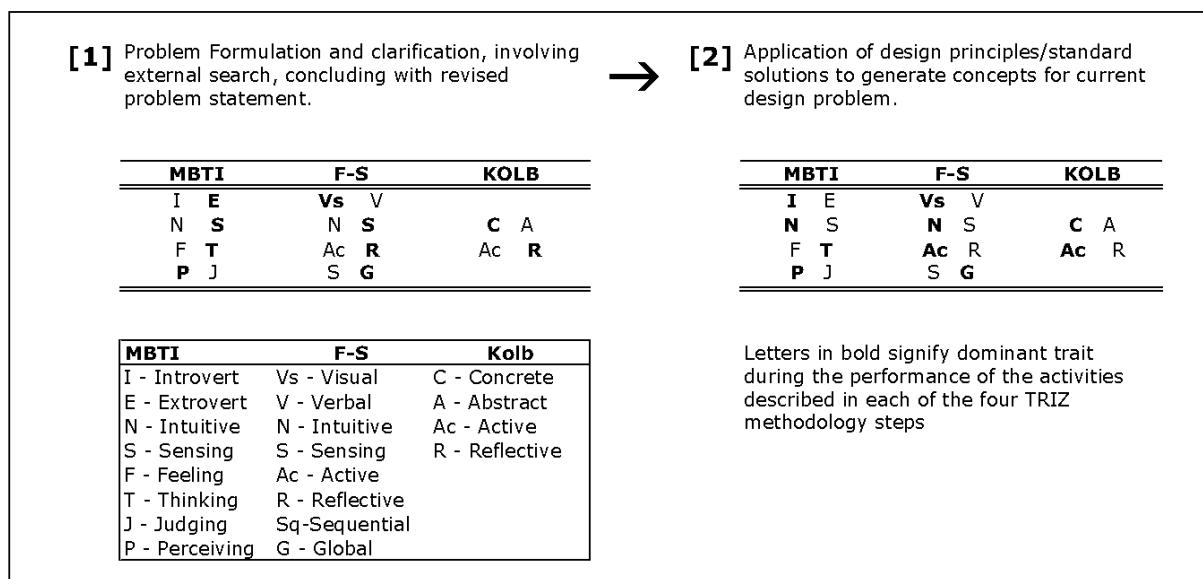 [1] Problem Formulation and clarification, involving
external search, concluding with revised
problem statement.
[2] Application of design principles/standard
solutions to generate concepts for current
design problem.
MBTI F-S KOLB
I E Vs V
N S N S C A
F T Ac R Ac R
P J S G
MBTI F-S KOLB
I E Vs V
N S N S C A
F T Ac R Ac R
P J S G
MBTI F-S Kolb
I - Introvert Vs - Visual C - Concrete
E - Extrovert V - Verbal A - Abstract
N - Intuitive N - Intuitive Ac - Active
S - Sensing S - Sensing R - Reflective
F - Feeling Ac - Active
T - Thinking R - Reflective
J - Judging Sq-Sequential
P - Perceiving G - Global
Letters in bold signify dominant trait
during the performance of the activities
described in each of the four TRIZ
methodology steps